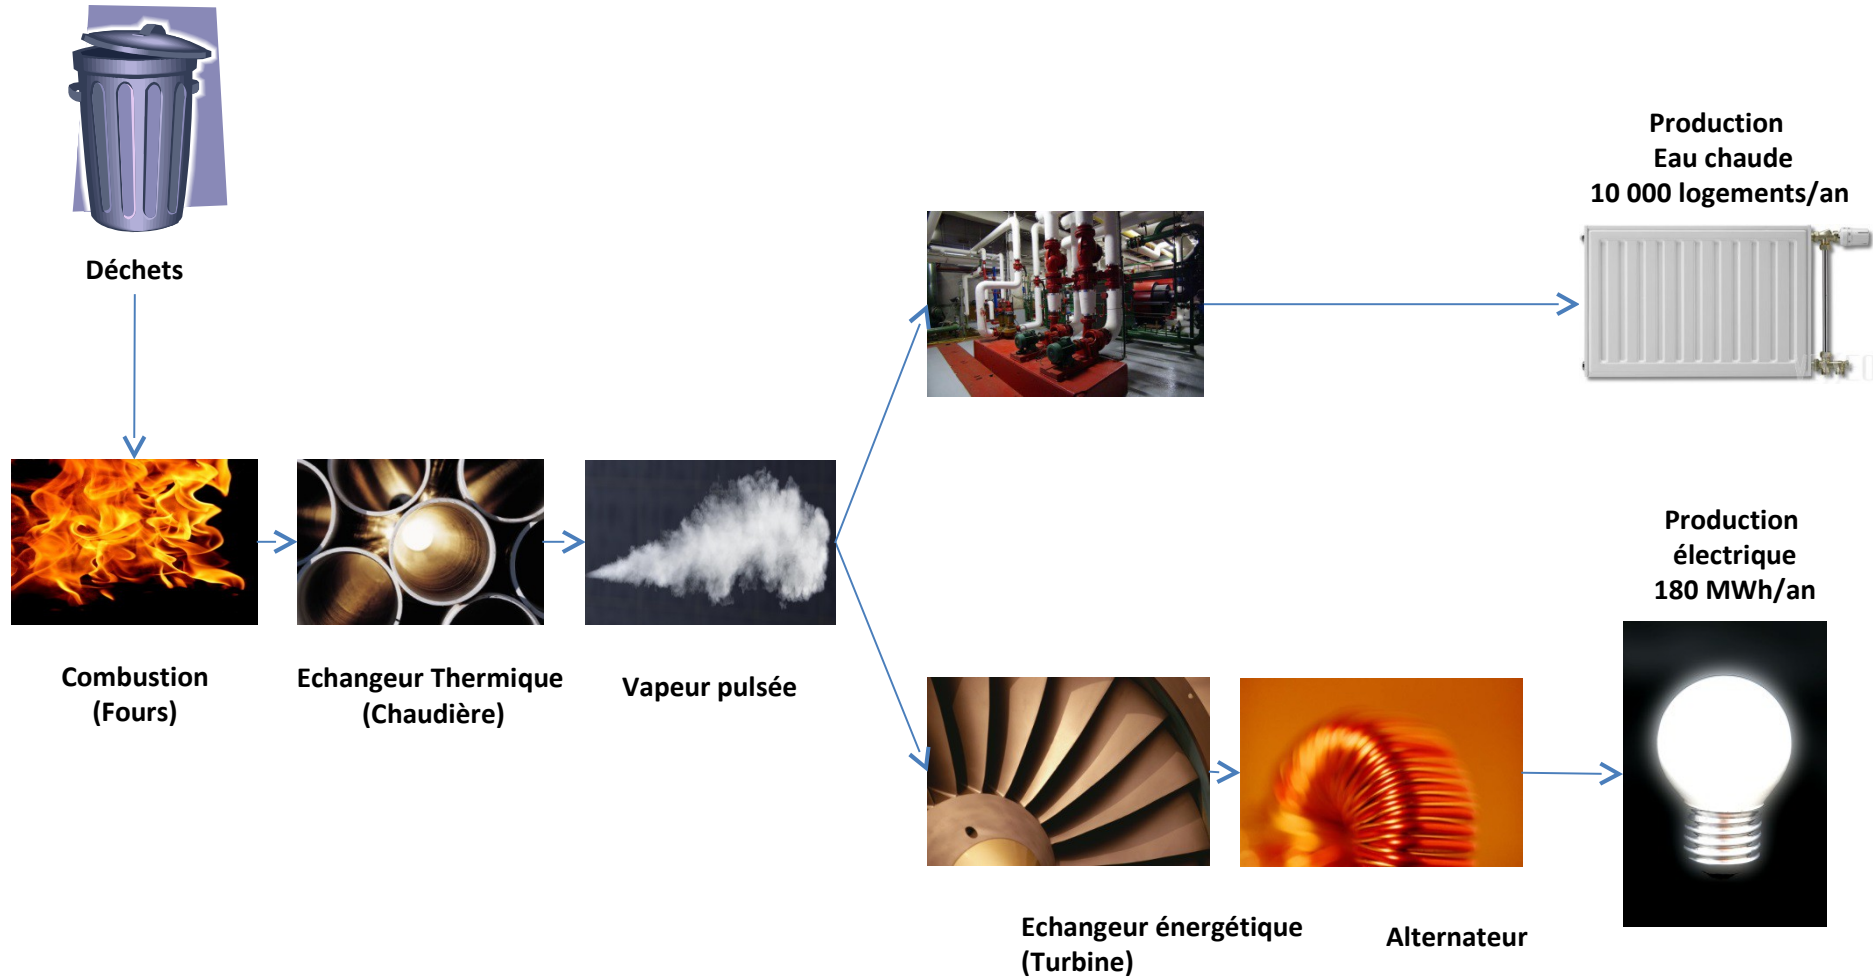 Déchets
Production
Eau chaude
10 000 logements/an
Combustion
(Fours)
Echangeur Thermique
(Chaudière)
Vapeur pulsée
Production
électrique
180 MWh/an
Echangeur énergétique
(Turbine)
Alternateur